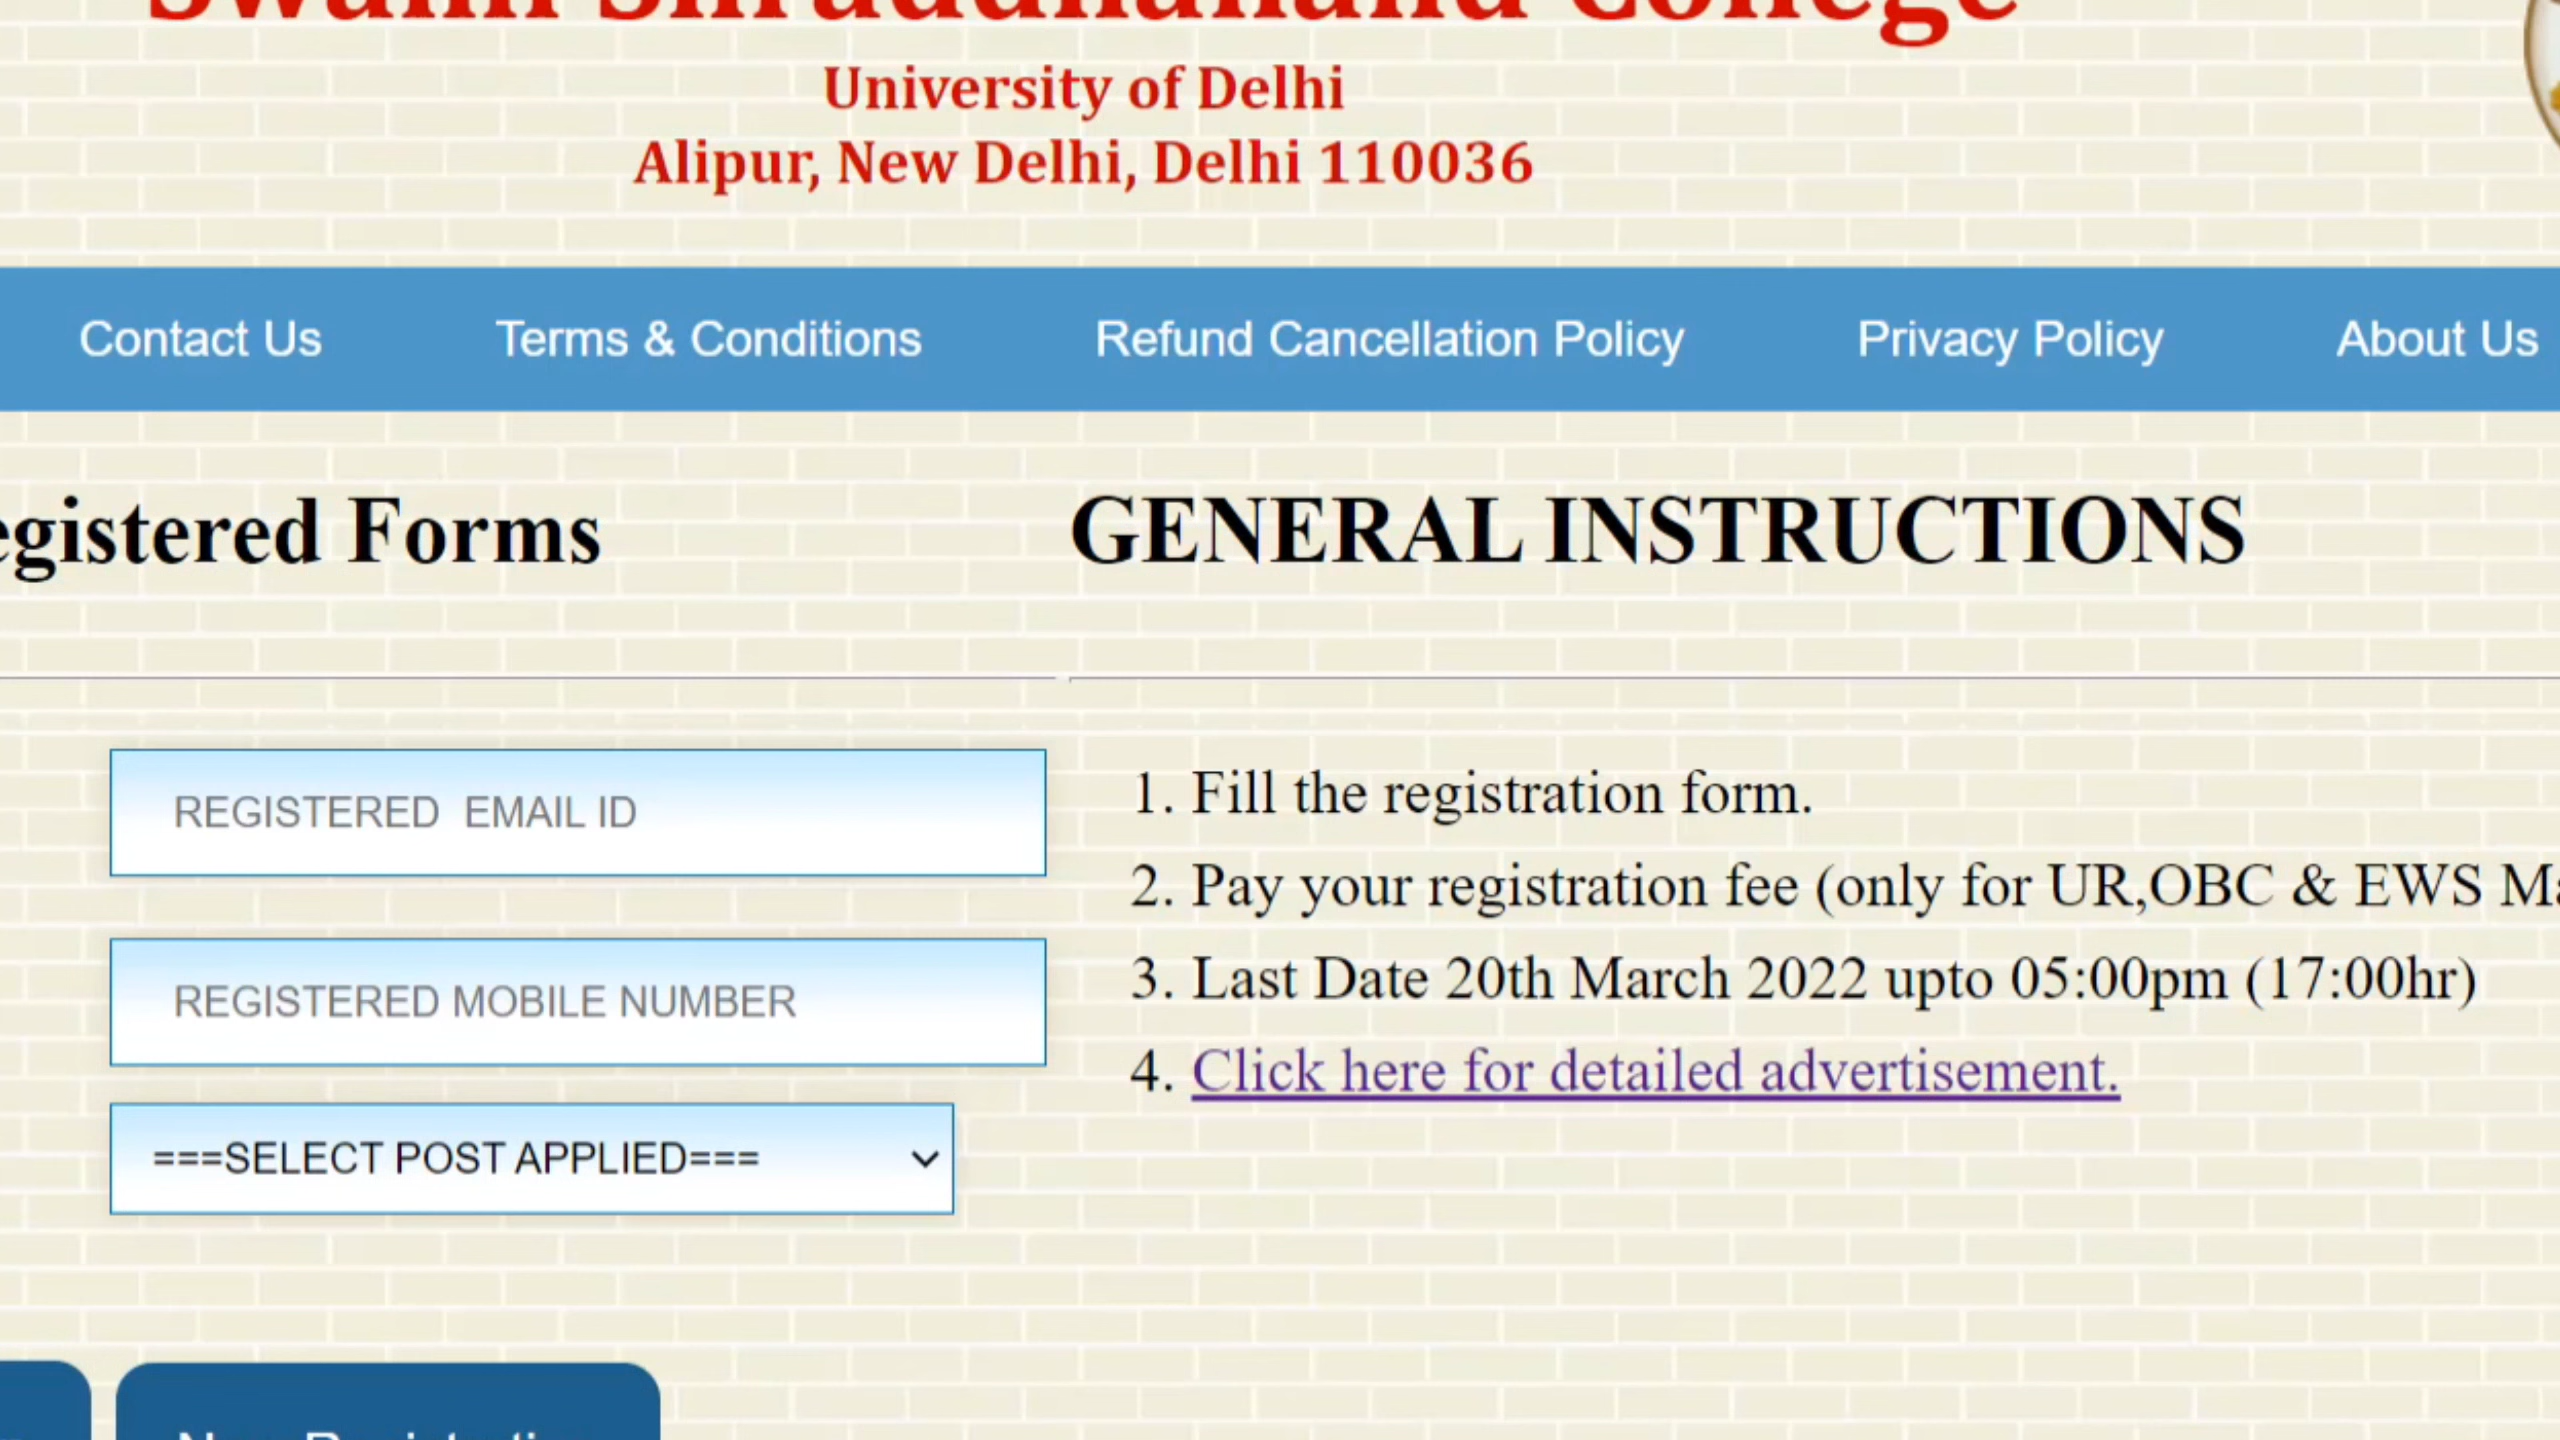 Swami Shraddhanand College
University of Delhi
Alipur, New Delhi, Delhi 110036
Contact Us Terms & Conditions Refund Cancellation Policy Privacy Policy About Us
Forms
GENERAL INSTRUCTIONS
REGISTERED EMAIL ID
REGISTERED MOBILE NUMBER
===SELECT POST APPLIED===
1. Fill the registration form.
2. Pay your registration fee (only for UR,OBC & EWS
3. Last Date 20th March 2022 upto 05:00pm (17:00hr)
4. Click here for detailed advertisement.